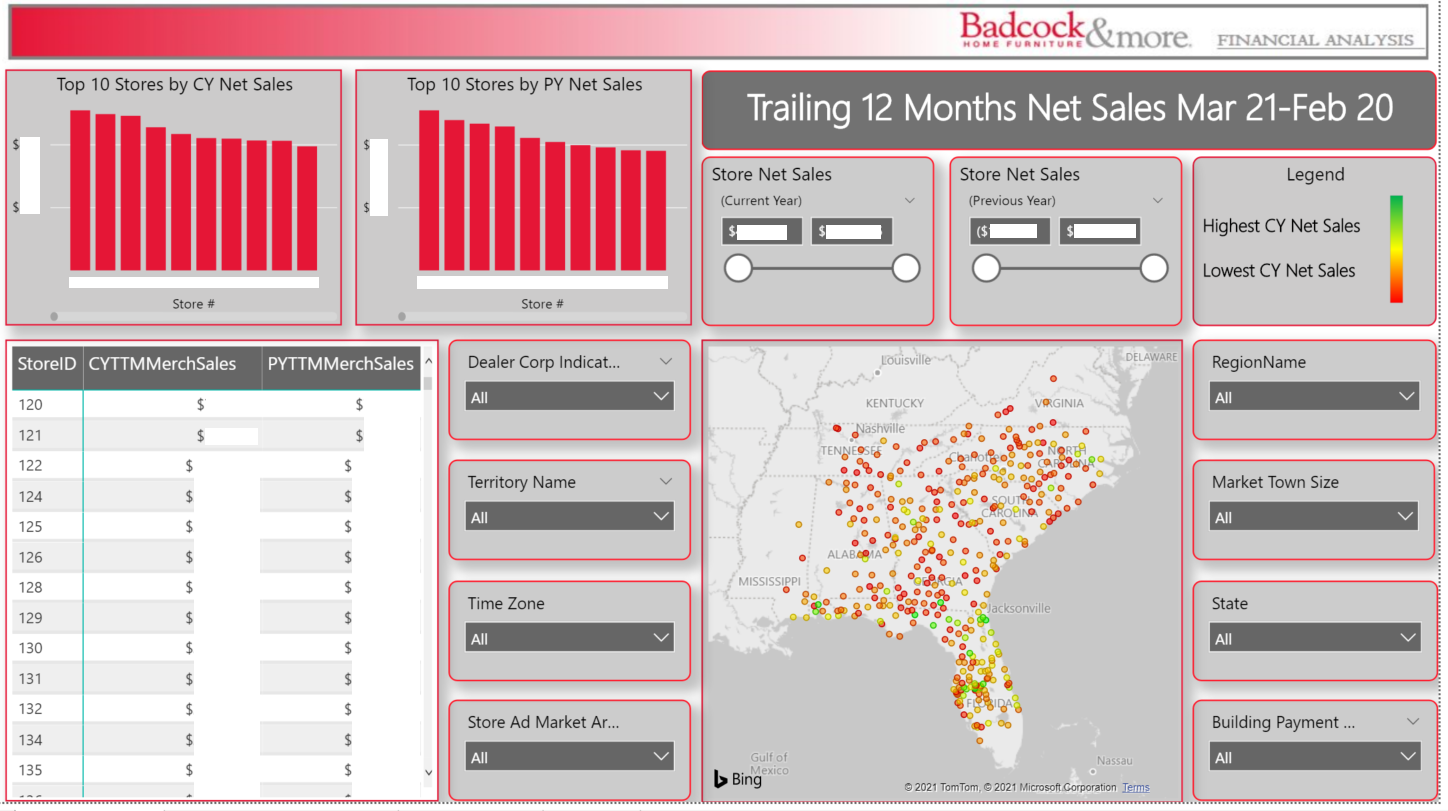 Badcock &more.
HOME FURNITURE
FINANCIAL ANALYSIS
Top 10 Stores by CY Net Sales
$
$
Store #
Top 10 Stores by PY Net Sales
$
$
Store #
Trailing 12 Months Net Sales Mar 21-Feb 20
Store Net Sales
(Current Year)
$ $
Store Net Sales
(Previous Year)
($ $
Legend
Highest CY Net Sales
Lowest CY Net Sales
StoreID CYTTMMerchSales PYTTMMerchSales
120 $ $
121 $ $
122 $ $
124 $ $
125 $ $
126 $ $
128 $ $
129 $ $
130 $ $
131 $ $
132 $ $
134 $ $
135 $ $
Dealer Corp Indicat...
All
Territory Name
All
Time Zone
All
Store Ad Market Ar...
All
Louisville
DELAWARE
KENTUCKY
VIRGINIA
Nashville
TENNESSEE
Charlotte
NORTH
CAROLINA
SOUTH
CAROLINA
ALABAMA
MISSISSIPPI
GEORGIA
Jacksonville
FLORIDA
Gulf of
Mexico
Nassau
Bing
© 2021 TomTom, © 2021 Microsoft Corporation Terms
RegionName
All
Market Town Size
All
State
All
Building Payment ...
All